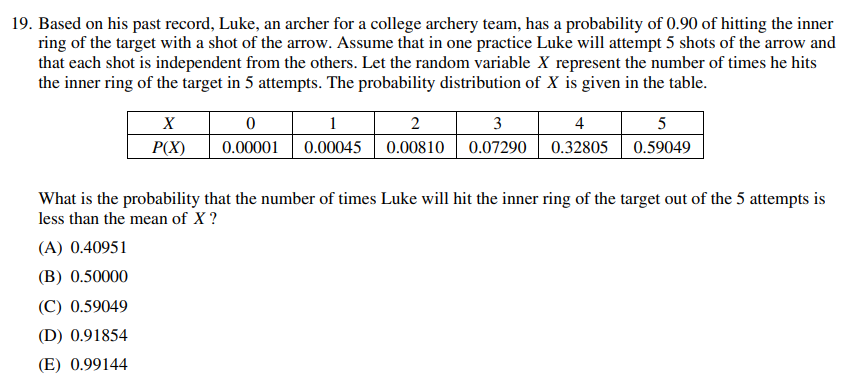 19. Based on his past record, Luke, an archer for a college archery team, has a probability of 0.90 of hitting the inner
ring of the target with a shot of the arrow. Assume that in one practice Luke will attempt 5 shots of the arrow and
that each shot is independent from the others. Let the random variable X represent the number of times he hits
the inner ring of the target in 5 attempts. The probability distribution of X is given in the table.
X 0 1 2 3 4 5
P(X) 0.00001 0.00045 0.00810 0.07290 0.32805 0.59049
What is the probability that the number of times Luke will hit the inner ring of the target out of the 5 attempts is
less than the mean of X ?
(A) 0.40951
(B) 0.50000
(C) 0.59049
(D) 0.91854
(E) 0.99144